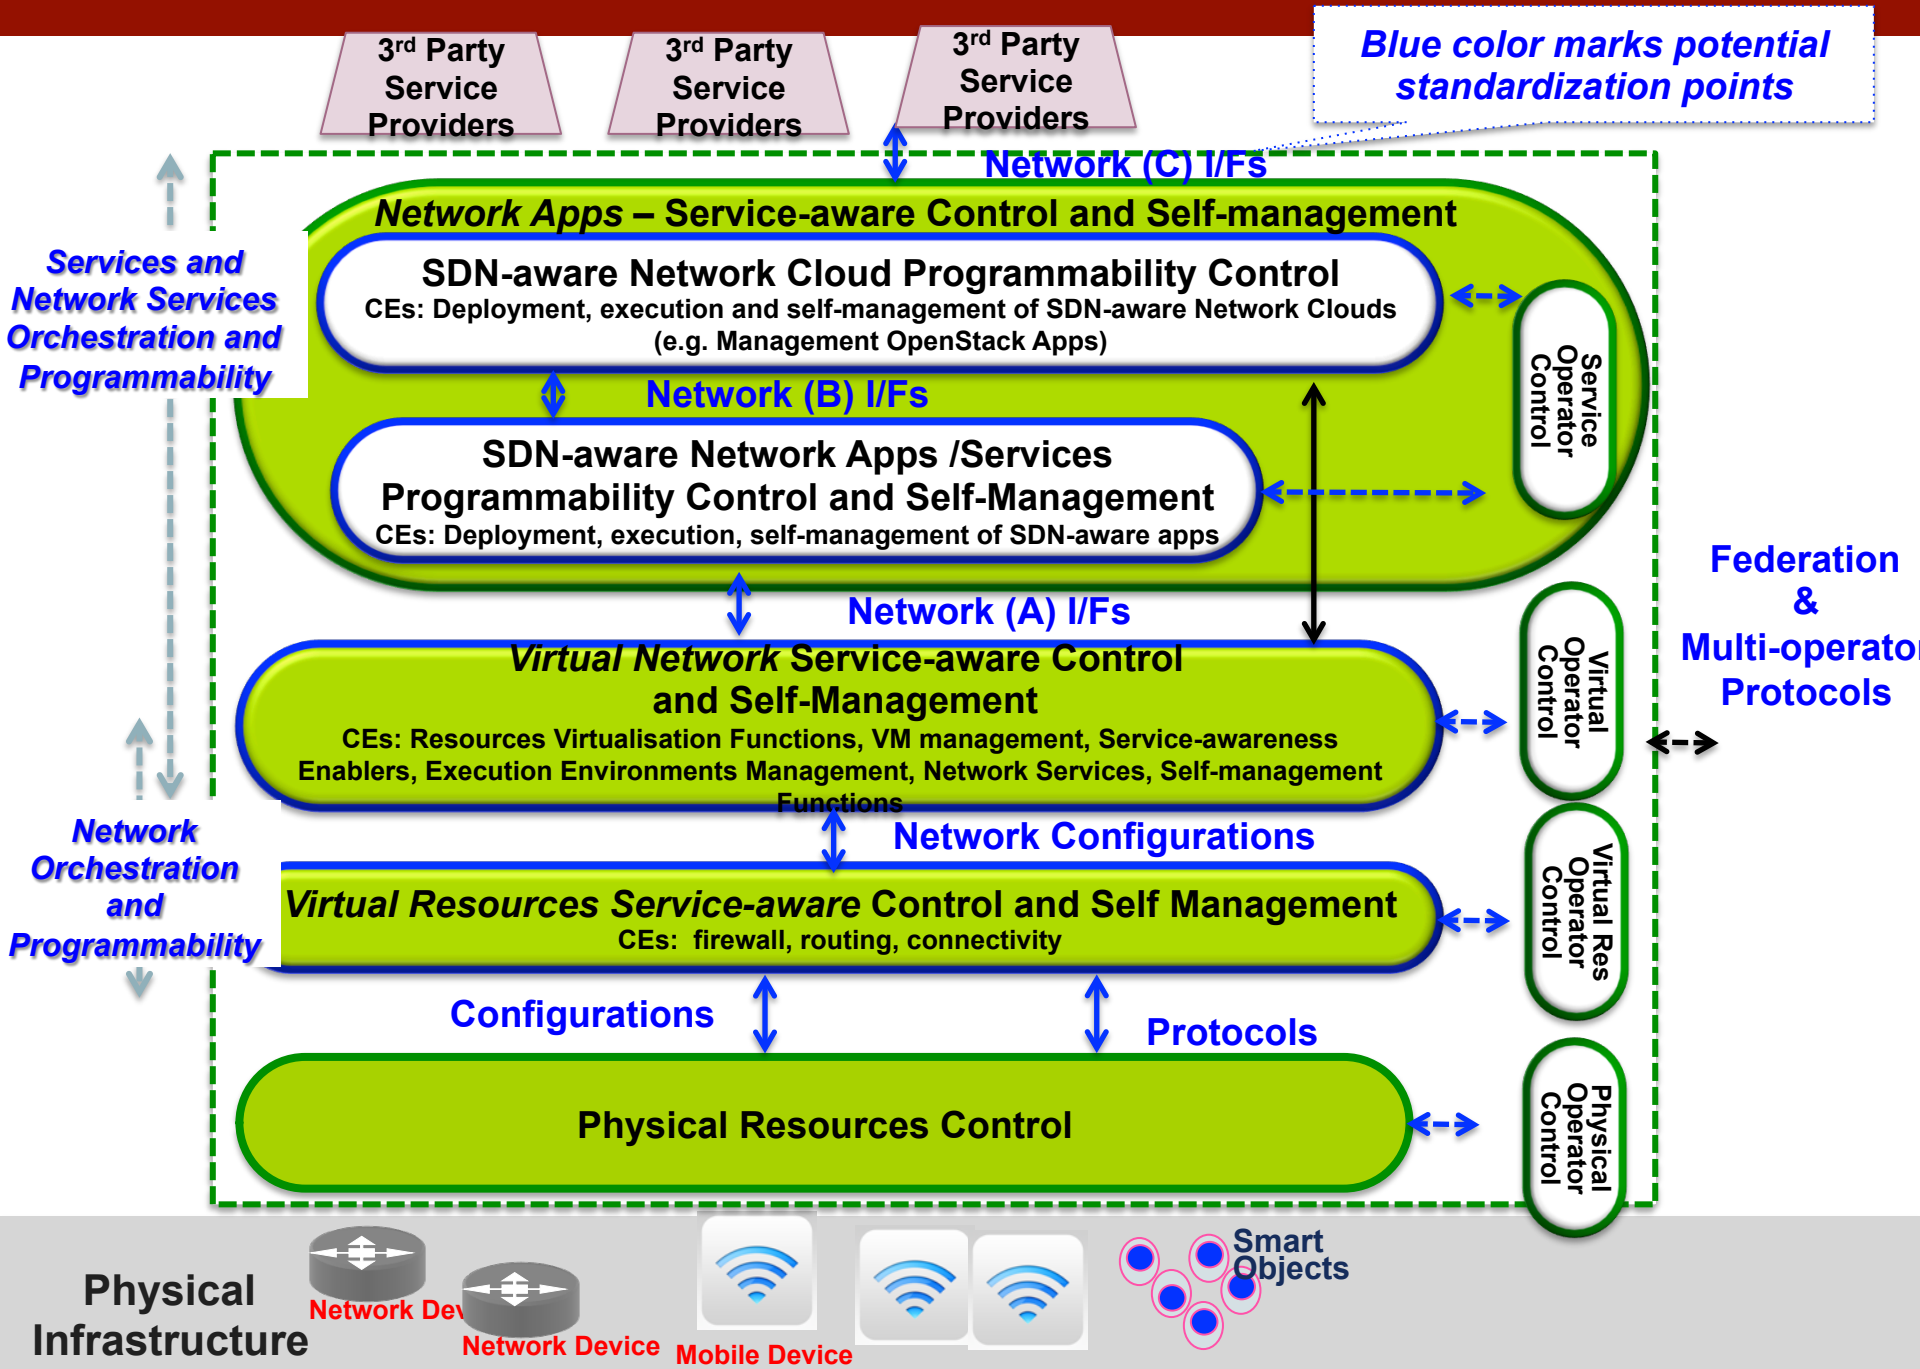 3rd Party
Service
Providers
3rd Party
Service
Providers
3rd Party
Service
Providers
Blue color marks potential
standardization points
Network (C) I/Fs
Network Apps – Service-aware Control and Self-management
SDN-aware Network Cloud Programmability Control
CEs: Deployment, execution and self-management of SDN-aware Network Clouds
(e.g. Management OpenStack Apps)
Services and
Network Services
Orchestration and
Programmability
Service
Operator
Control
Network (B) I/Fs
SDN-aware Network Apps /Services
Programmability Control and Self-Management
CEs: Deployment, execution, self-management of SDN-aware apps
Federation
&
Multi-operator
Protocols
Network (A) I/Fs
Virtual Network Service-aware Control
and Self-Management
CEs: Resources Virtualisation Functions, VM management, Service-awareness
Enablers, Execution Environments Management, Network Services, Self-management
Functions
Virtual
Operator
Control
Network
Orchestration
and
Programmability
Network Configurations
Virtual Resources Service-aware Control and Self Management
CEs: firewall, routing, connectivity
Virtual Res
Operator
Control
Configurations
Protocols
Physical Resources Control
Physical
Operator
Control
Physical
Infrastructure
Network Dev
Network Device
Mobile Device
Smart
Objects